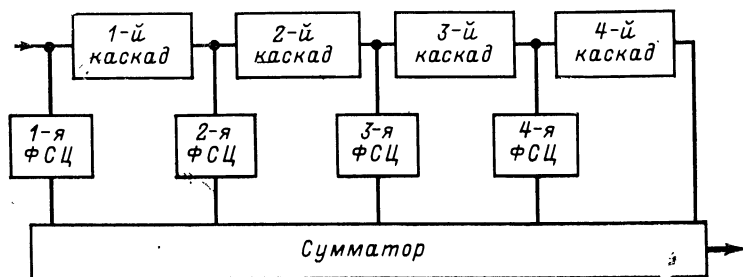 1-й каскад
2-й каскад
3-й каскад
4-й каскад
1-я ФСЦ
2-я ФСЦ
3-я ФСЦ
4-я ФСЦ
Сумматор